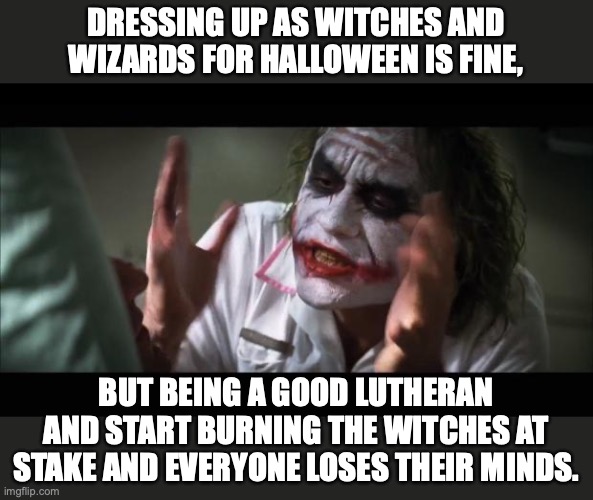 DRESSING UP AS WITCHES AND
WIZARDS FOR HALLOWEEN IS FINE,
BUT BEING A GOOD LUTHERAN
AND START BURNING THE WITCHES AT
STAKE AND EVERYONE LOSES THEIR MINDS.
imgflip.com